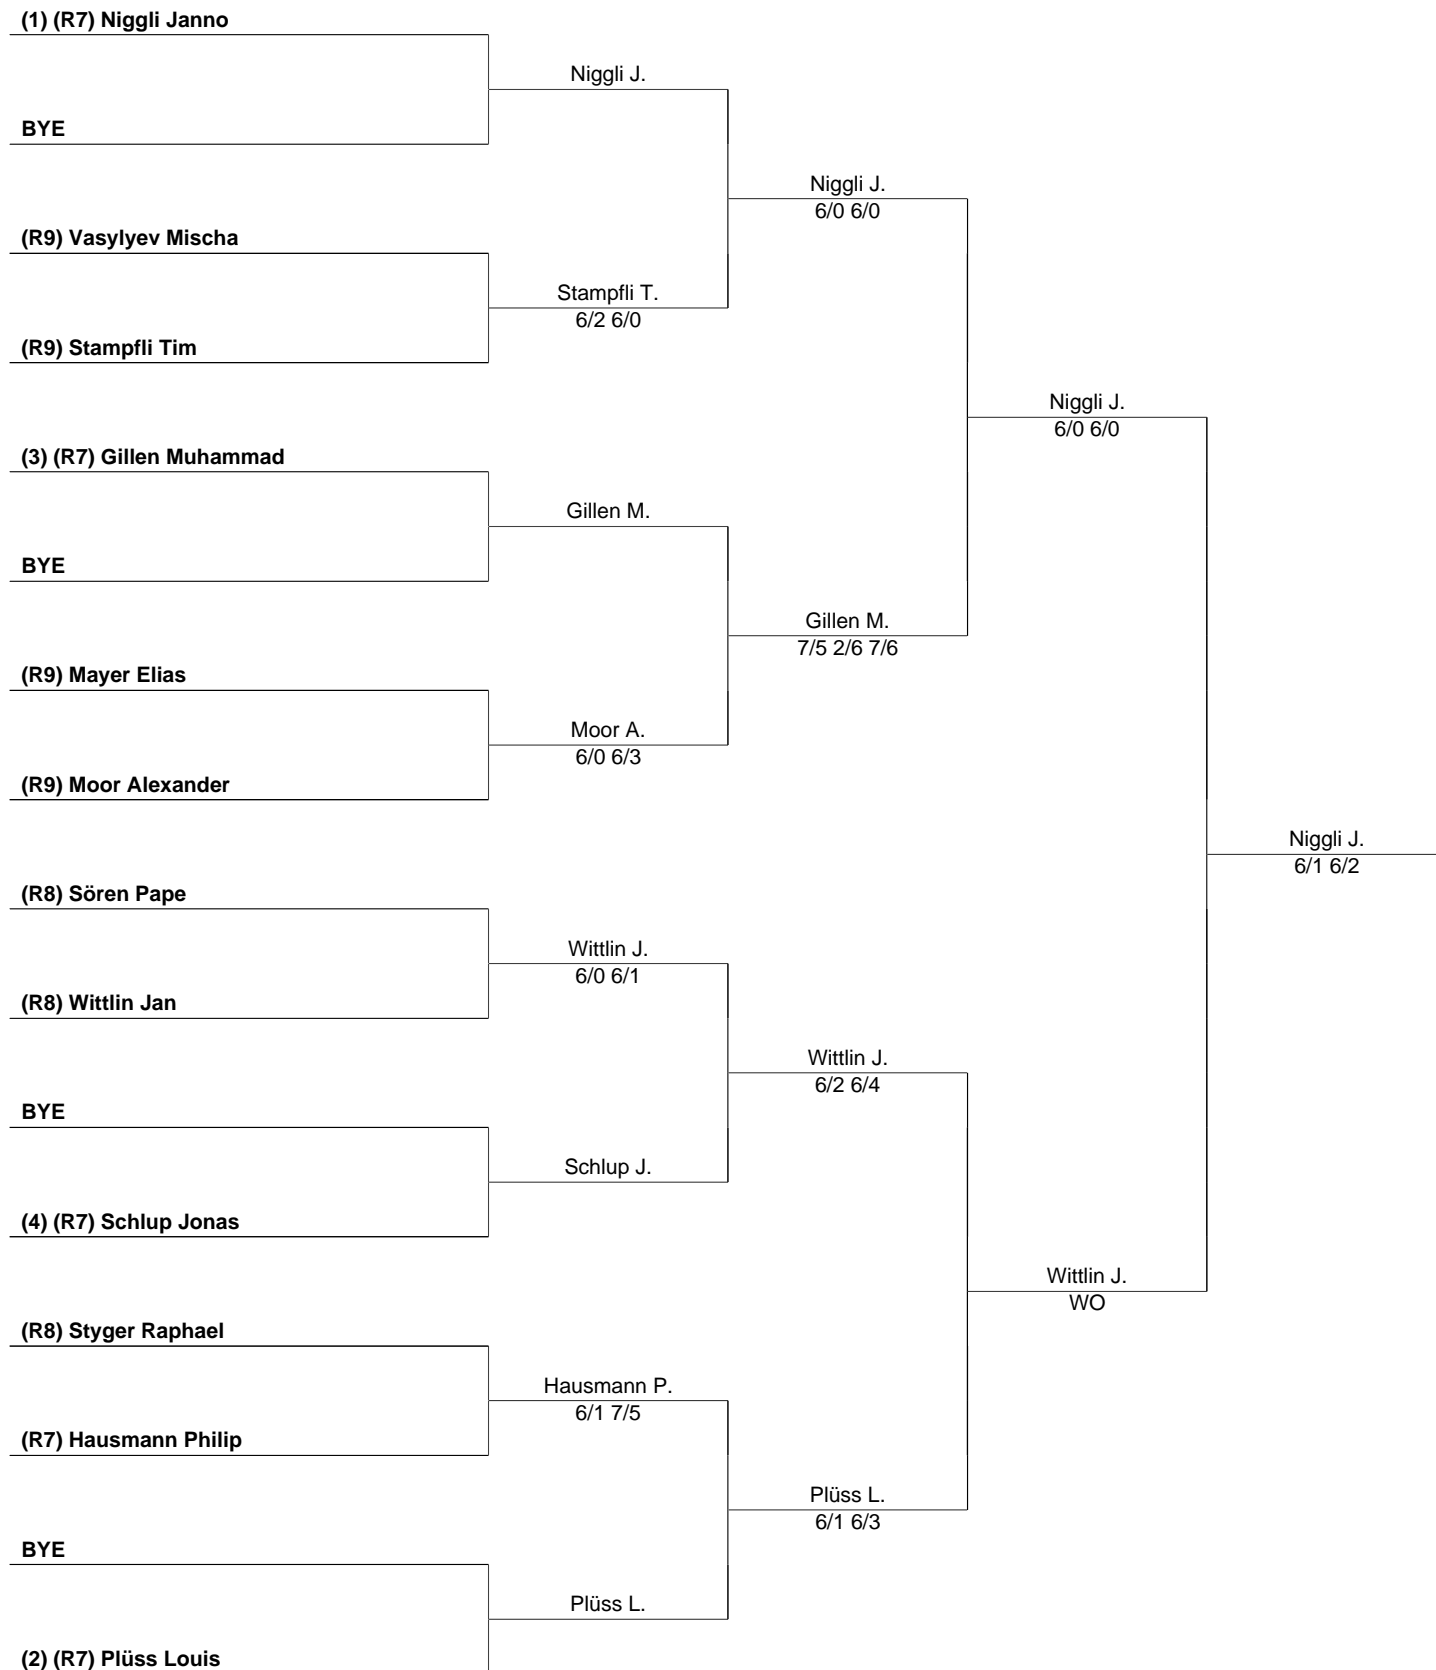 (1) (R7) Niggli Janno
Niggli J.
BYE
Niggli J.
6/0 6/0
(R9) Vasylyev Mischa
Stampfli T.
6/2 6/0
(R9) Stampfli Tim
Niggli J.
6/0 6/0
(3) (R7) Gillen Muhammad
Gillen M.
BYE
Gillen M.
7/5 2/6 7/6
(R9) Mayer Elias
Moor A.
6/0 6/3
(R9) Moor Alexander
Niggli J.
6/1 6/2
(R8) Sören Pape
Wittlin J.
6/0 6/1
(R8) Wittlin Jan
Wittlin J.
6/2 6/4
BYE
Schlup J.
(4) (R7) Schlup Jonas
Wittlin J.
WO
(R8) Styger Raphael
Hausmann P.
6/1 7/5
(R7) Hausmann Philip
Plüss L.
6/1 6/3
BYE
Plüss L.
(2) (R7) Plüss Louis